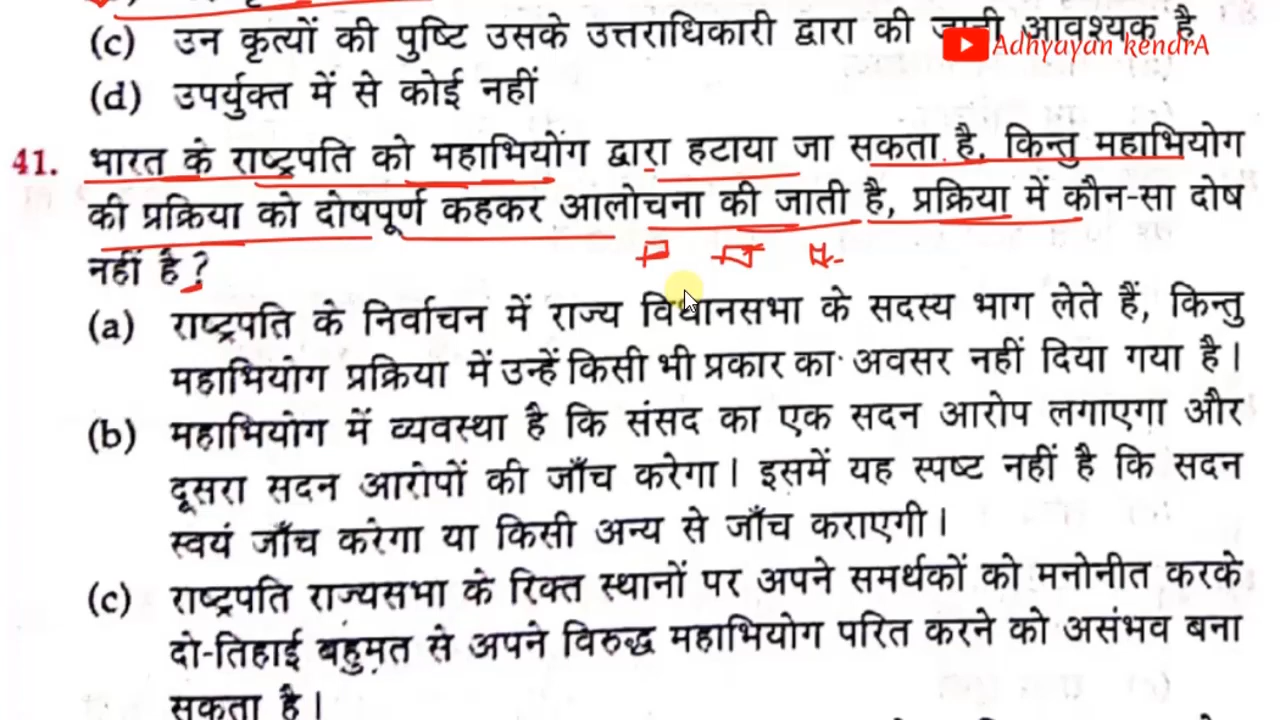 (c) उन कृत्यों की पुष्टि उसके उत्तराधिकारी द्वारा की जानी आवश्यक है
Adhyayan kendrA
(d) उपर्युक्त में से कोई नहीं
41. भारत के राष्ट्रपति को महाभियोग द्वारा हटाया जा सकता है, किन्तु महाभियोग
की प्रक्रिया को दोषपूर्ण कहकर आलोचना की जाती है, प्रक्रिया में कौन-सा दोष
नहीं है ?
(a) राष्ट्रपति के निर्वाचन में राज्य विधानसभा के सदस्य भाग लेते हैं, किन्तु
महाभियोग प्रक्रिया में उन्हें किसी भी प्रकार का अवसर नहीं दिया गया है।
(b) महाभियोग में व्यवस्था है कि संसद का एक सदन आरोप लगाएगा और
दूसरा सदन आरोपों की जाँच करेगा। इसमें यह स्पष्ट नहीं है कि सदन
स्वयं जाँच करेगा या किसी अन्य से जाँच कराएगी।
(c) राष्ट्रपति राज्यसभा के रिक्त स्थानों पर अपने समर्थकों को मनोनीत करके
दो-तिहाई बहुमत से अपने विरुद्ध महाभियोग परित करने को असंभव बना
सकता है।